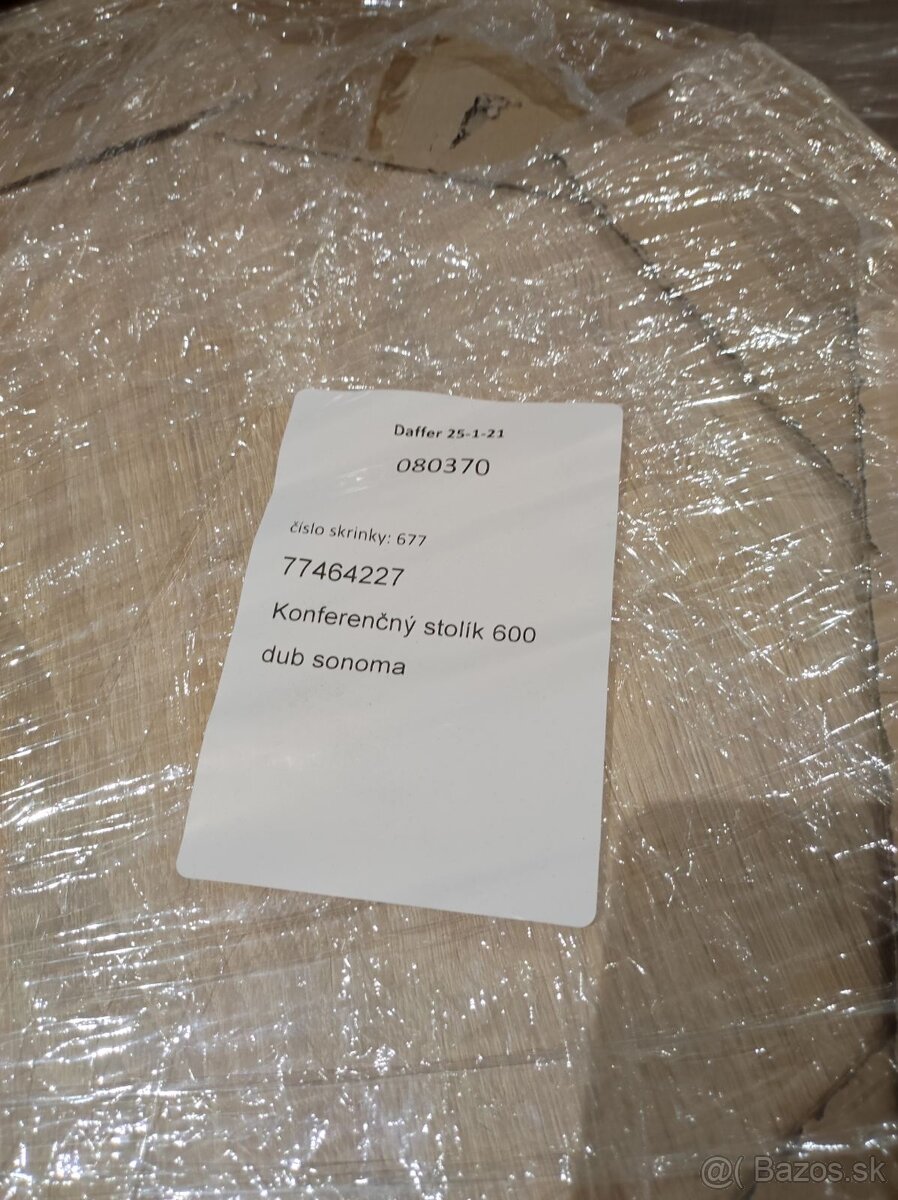 Daffer 25-1-21
080370
číslo skrinky: 677
77464227
Konferenčný stolík 600
dub sonoma
@( Bazos.sk